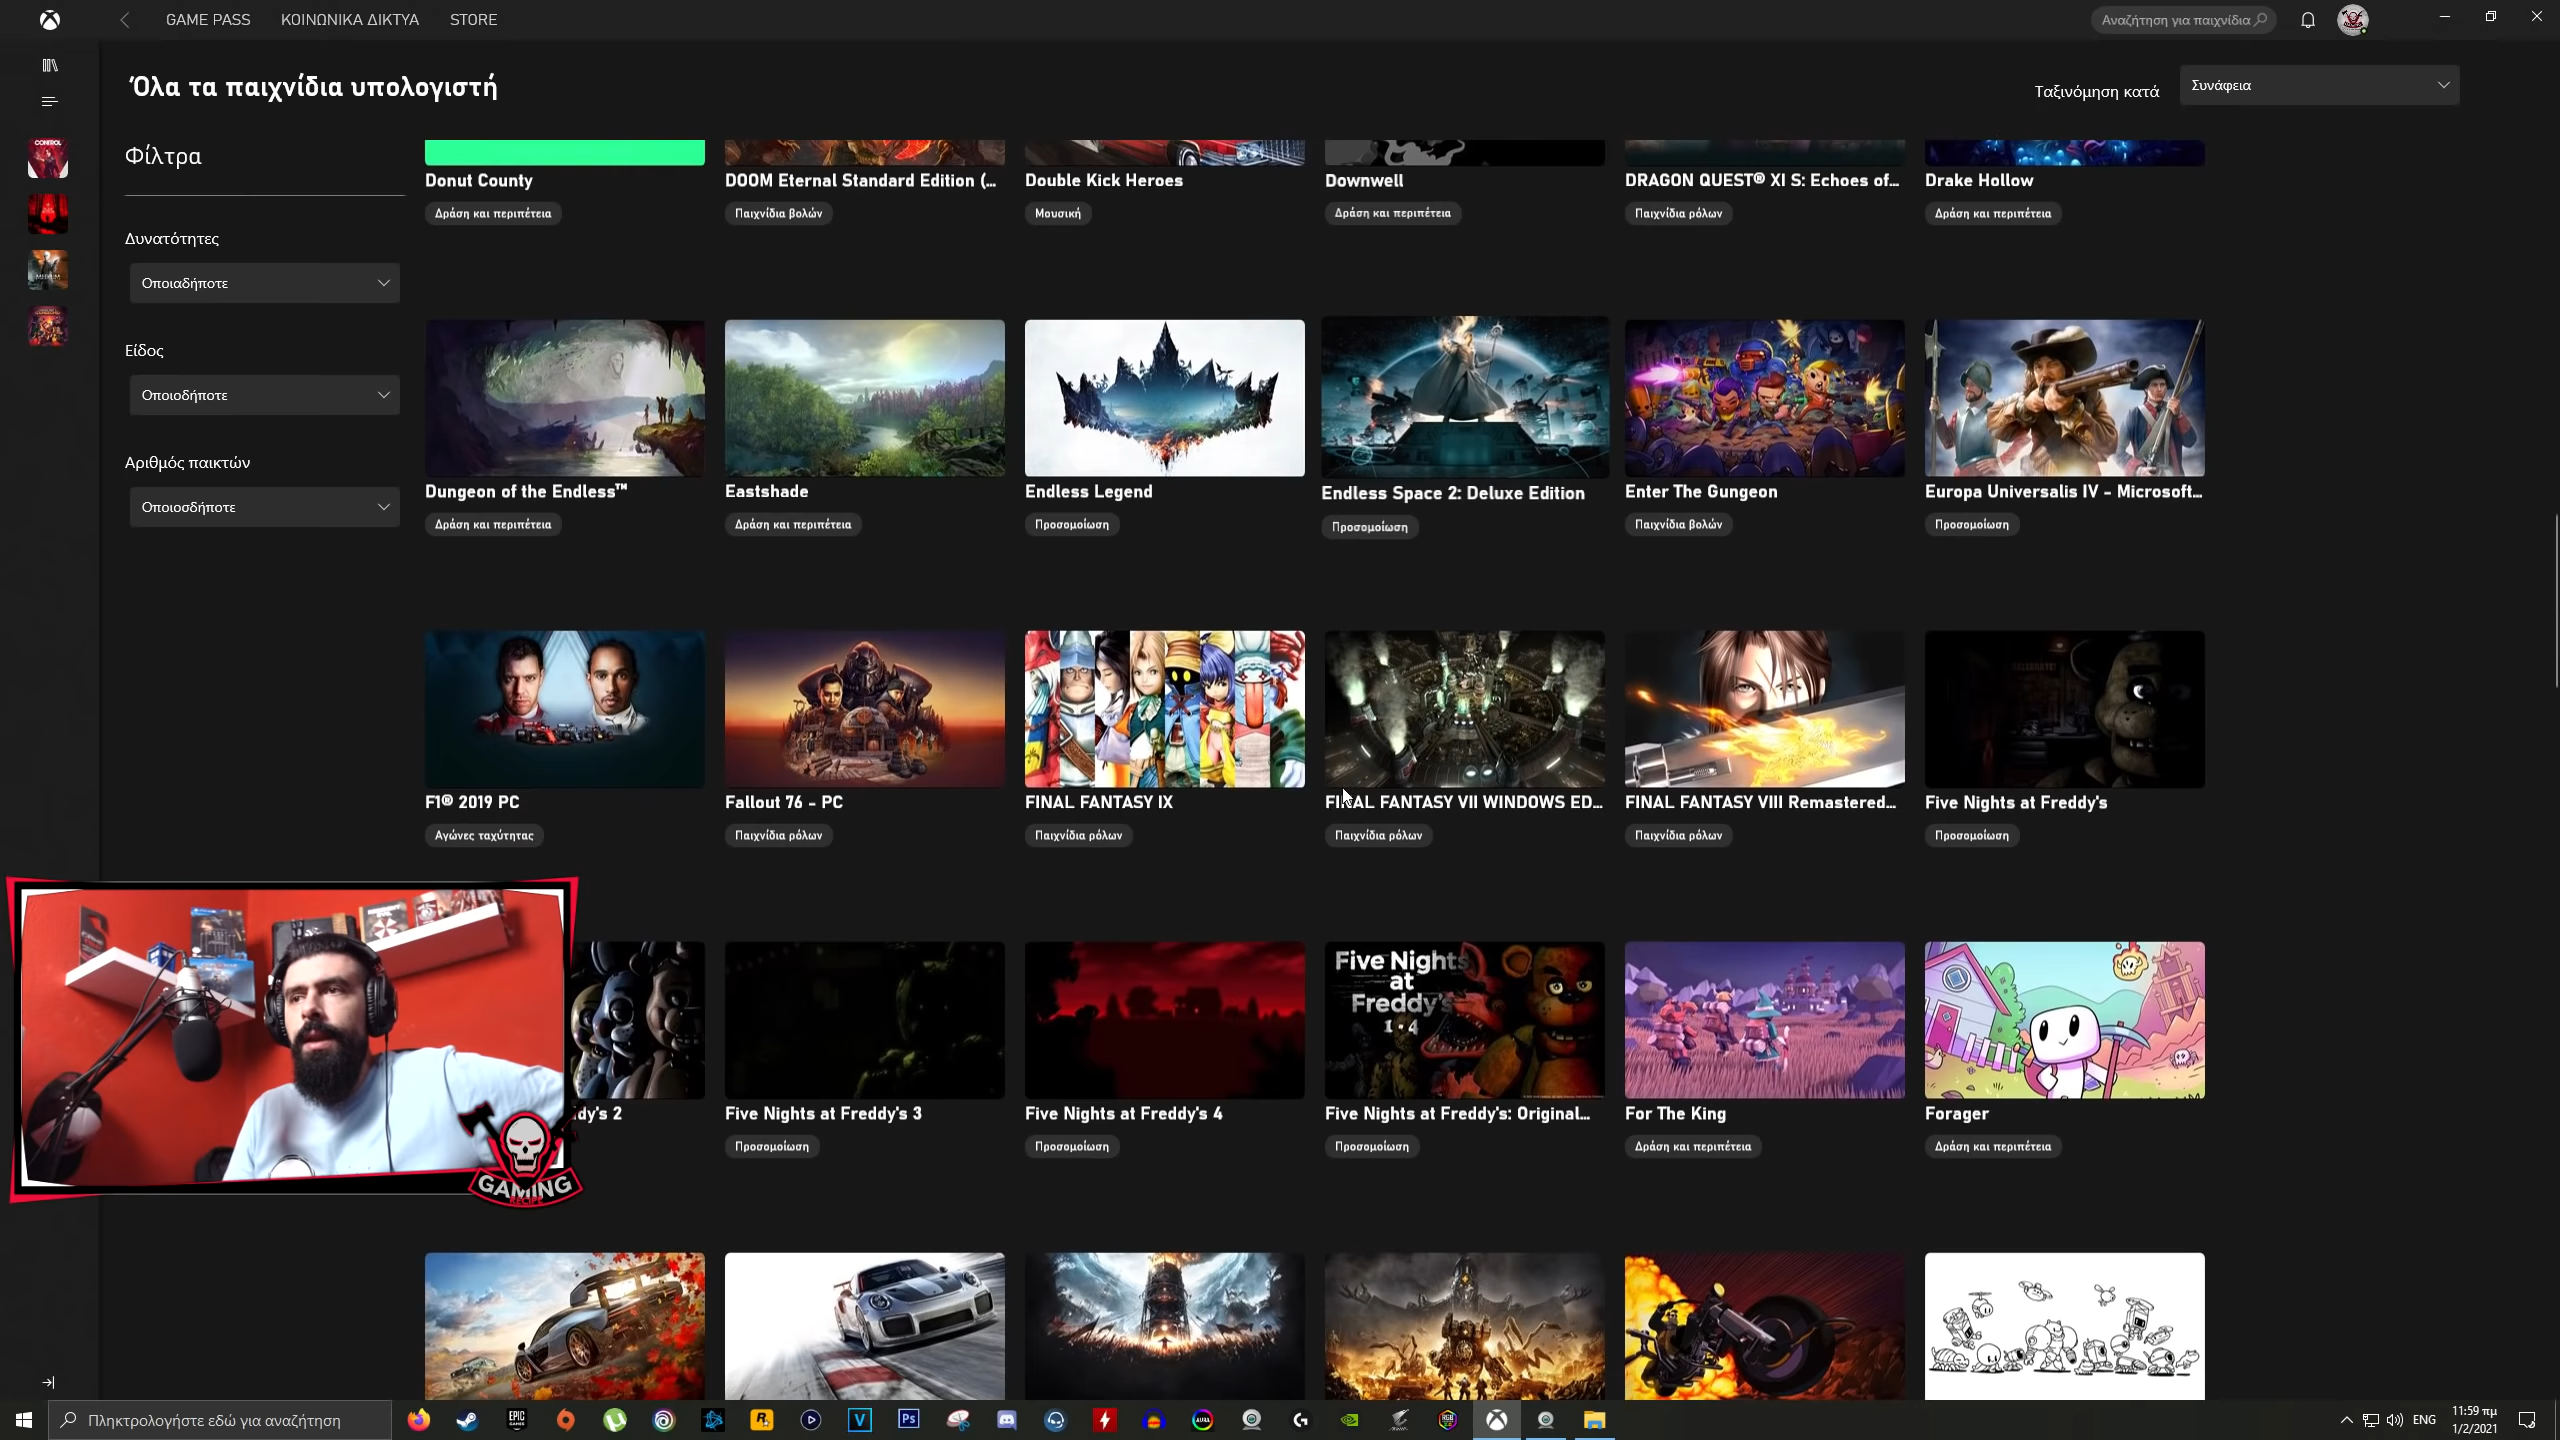 GAME PASS ΚΟΙΝΩΝΙΚΑ ΔΙΚΤΥΑ STORE
Αναζήτηση για παιχνίδια
Όλα τα παιχνίδια υπολογιστή
Ταξινόμηση κατά
Συνάφεια
CONTROL
Φίλτρα
Δυνατότητες
Οποιαδήποτε
Είδος
Οποιοδήποτε
Αριθμός παικτών
Οποιοσδήποτε
Donut County
Δράση και περιπέτεια
DOOM Eternal Standard Edition (...
Παιχνίδια βολών
Double Kick Heroes
Μουσική
Downwell
Δράση και περιπέτεια
DRAGON QUEST® XI S: Echoes of...
Παιχνίδια ρόλων
Drake Hollow
Δράση και περιπέτεια
Dungeon of the Endless™
Δράση και περιπέτεια
Eastshade
Δράση και περιπέτεια
Endless Legend
Προσομοίωση
Endless Space 2: Deluxe Edition
Προσομοίωση
Enter The Gungeon
Παιχνίδια βολών
Europa Universalis IV - Microsoft...
Προσομοίωση
F1® 2019 PC
Αγώνες ταχύτητας
Fallout 76 - PC
Παιχνίδια ρόλων
FINAL FANTASY IX
Παιχνίδια ρόλων
FINAL FANTASY VII WINDOWS ED...
Παιχνίδια ρόλων
FINAL FANTASY VIII Remastered...
Παιχνίδια ρόλων
Five Nights at Freddy's
Προσομοίωση
dy's 2
Five Nights at Freddy's 3
Προσομοίωση
Five Nights at Freddy's 4
Προσομοίωση
Five Nights
at
Freddy's
1-4
Five Nights at Freddy's: Original...
Προσομοίωση
For The King
Δράση και περιπέτεια
Forager
Δράση και περιπέτεια
GAMING
RECIPE
Πληκτρολογήστε εδώ για αναζήτηση
EPIC
GAMES
V
Ps
AURA
ENG
11:59 πμ
1/2/2021